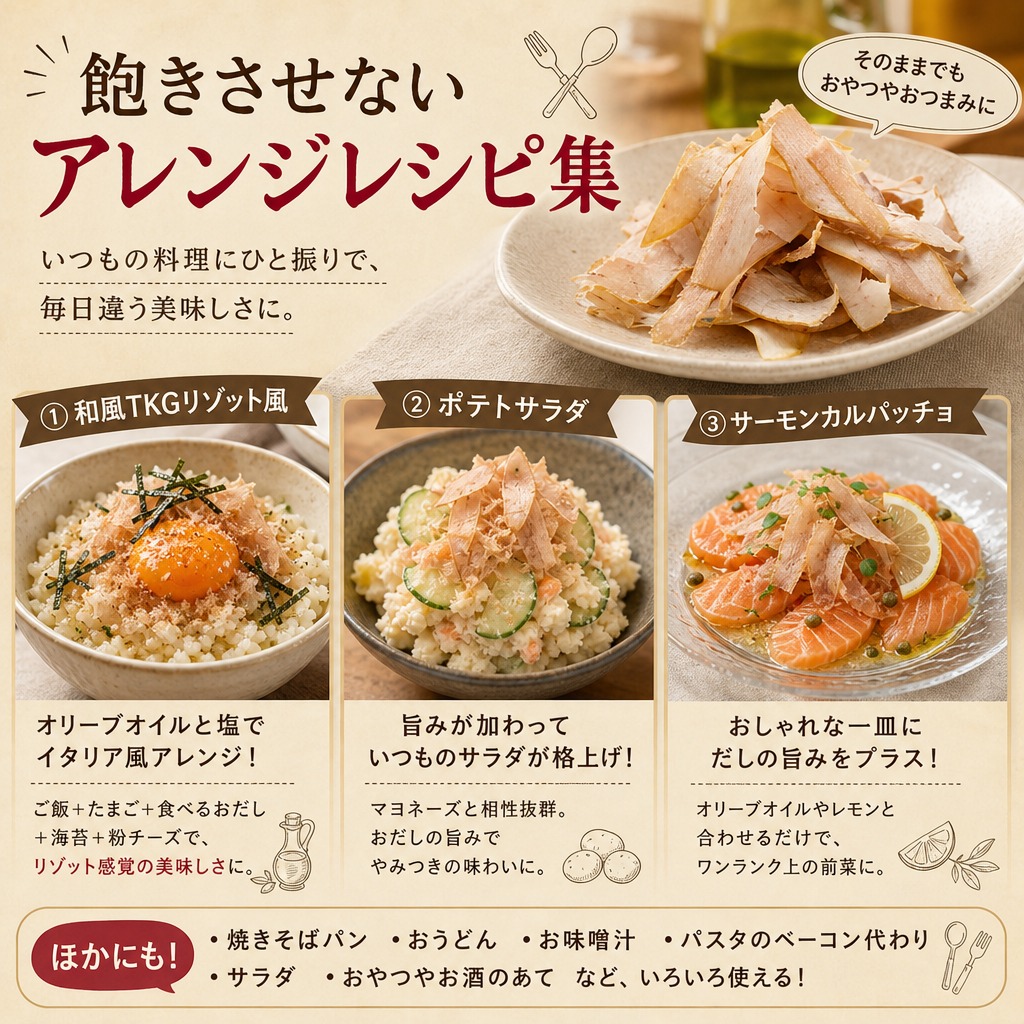 飽きさせない
アレンジレシピ集
いつもの料理にひと振りで、
毎日違う美味しさに。
そのままでも
おやつやおつまみに
① 和風TKGリゾット風
オリーブオイルと塩で
イタリア風アレンジ！
ご飯＋たまご＋食べるおだし
＋海苔＋粉チーズで、
リゾット感覚の美味しさに。
② ポテトサラダ
旨みが加わって
いつものサラダが格上げ！
マヨネーズと相性抜群。
おだしの旨みで
やみつきの味わいに。
③ サーモンカルパッチョ
おしゃれな一皿に
だしの旨みをプラス！
オリーブオイルやレモンと
合わせるだけで、
ワンランク上の前菜に。
ほかにも！
・焼きそばパン ・おうどん ・お味噌汁 ・パスタのベーコン代わり
・サラダ ・おやつやお酒のあて など、いろいろ使える！